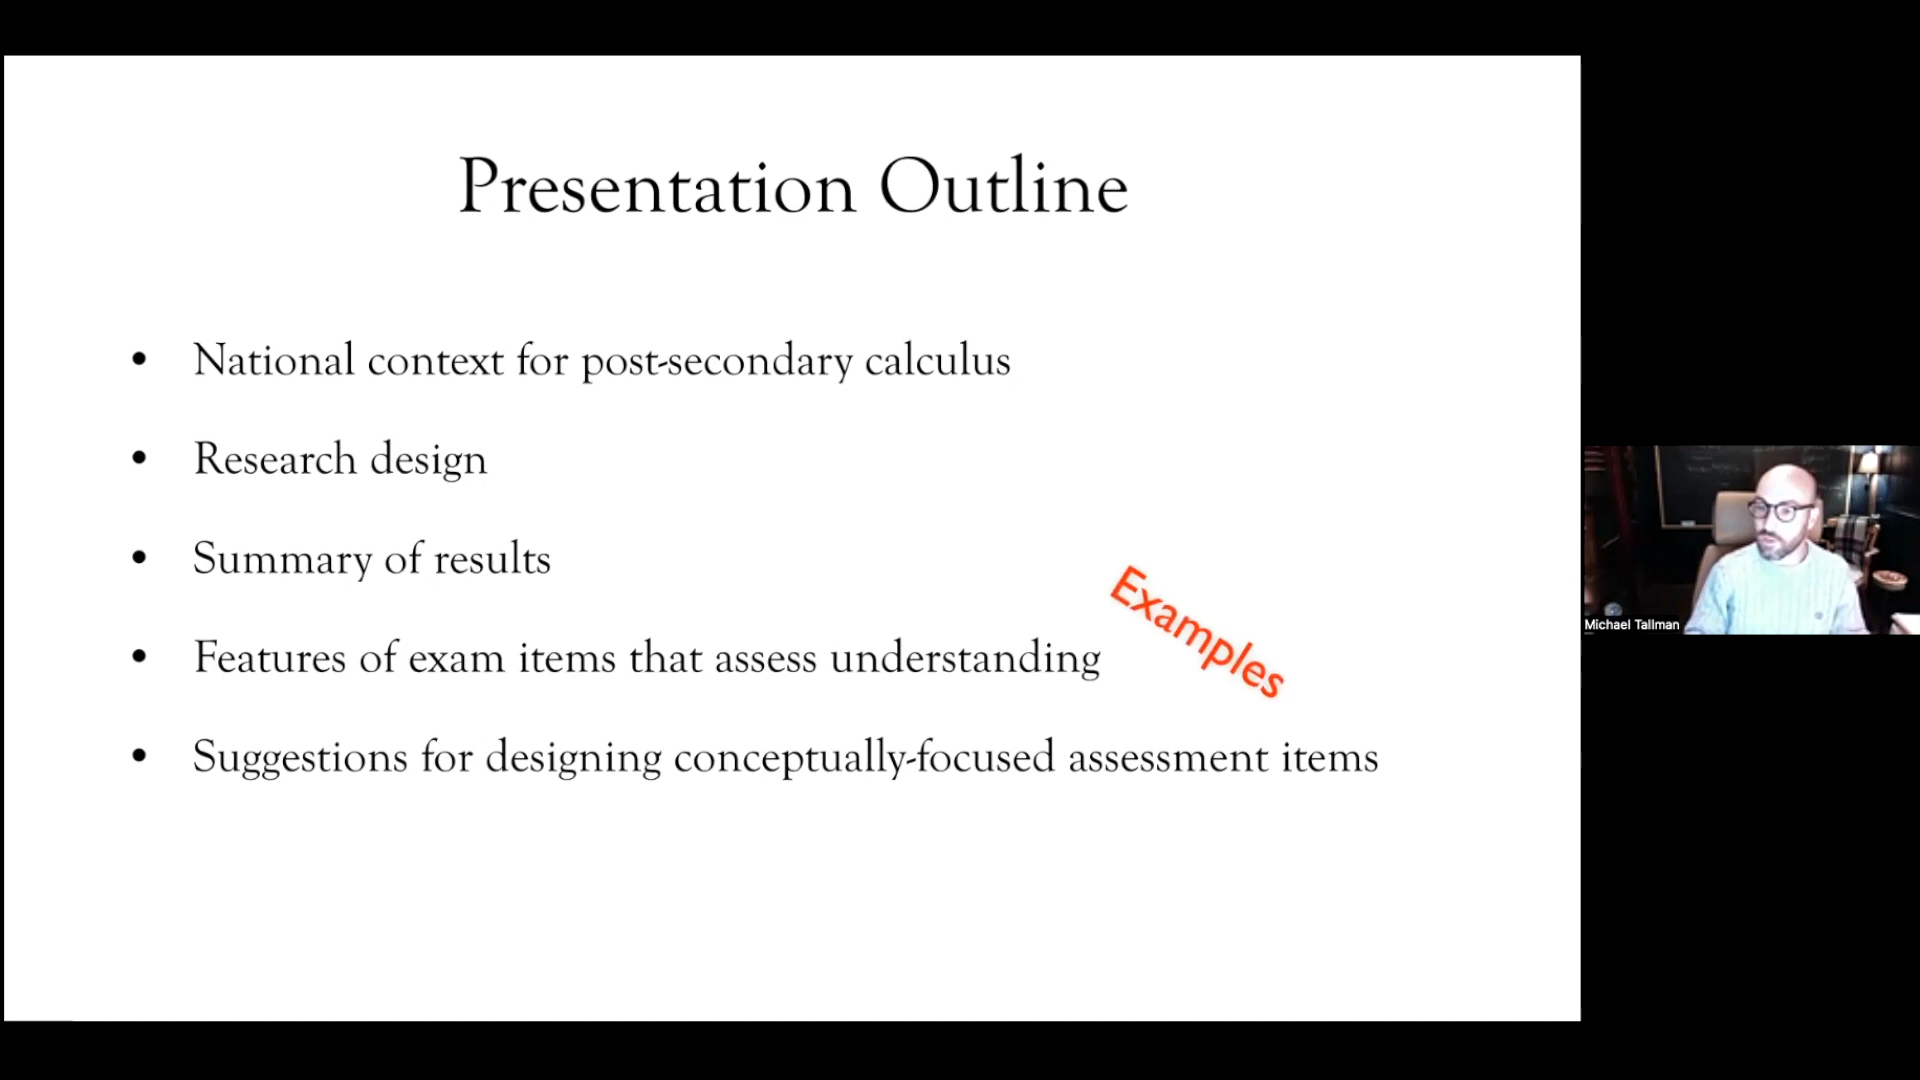 Presentation Outline
• National context for post-secondary calculus
• Research design
• Summary of results
• Features of exam items that assess understanding
Examples
• Suggestions for designing conceptually-focused assessment items
Michael Tallman